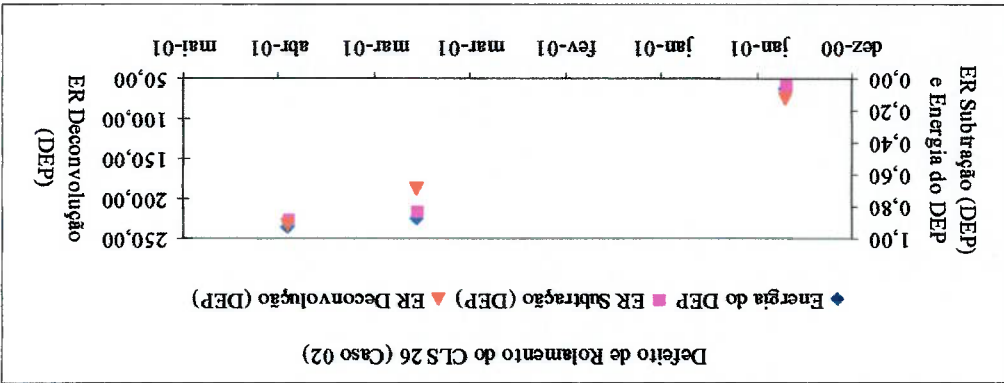 Defeito de Rolamento do CLS 26 (Caso 02)
Energia do DEP ER Subtração (DEP) ER Deconvolução (DEP)
ER Subtração (DEP)
e Energia do DEP
1,00
0,80
0,60
0,40
0,20
0,00
250,00
200,00
150,00
100,00
50,00
ER Deconvolução
(DEP)
dez-00 jan-01 jan-01 fev-01 mar-01 mar-01 abr-01 mai-01